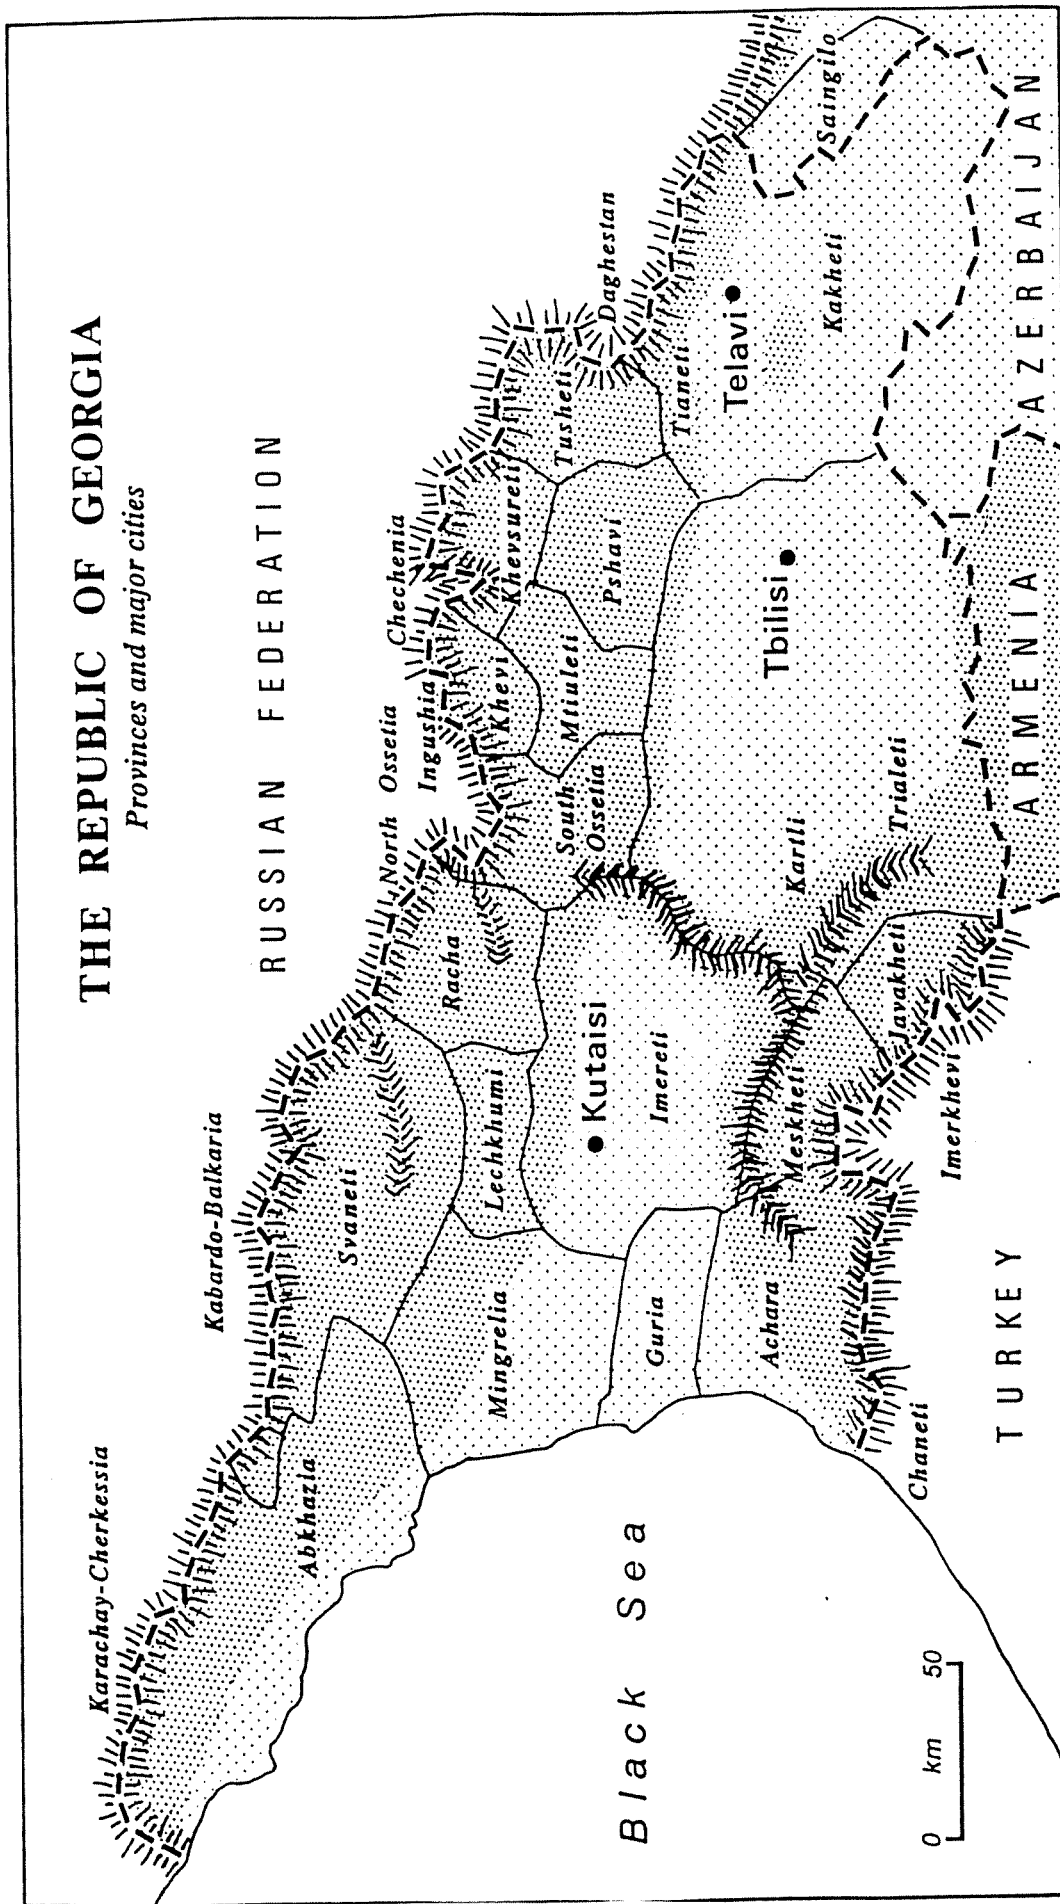 THE REPUBLIC OF GEORGIA
Provinces and major cities
RUSSIAN FEDERATION
Karachay-Cherkessia
Kabardo-Balkaria
North Ossetia
Ingushia
Chechenia
Daghestan
Abkhazia
Svaneti
Racha
Lechkhumi
Mingrelia
Khevi
Khevsureti
Mtiuleti
Pshavi
Tusheti
South
Ossetia
Tianeti
Kutaisi
Imereti
Guria
Achara
Meskheti
Javakheti
Kartli
Trialeti
Tbilisi
Telavi
Kakheti
Saingilo
Imerkhevi
Chaneti
Black Sea
TURKEY
ARMENIA
AZERBAIJAN
0 km 50